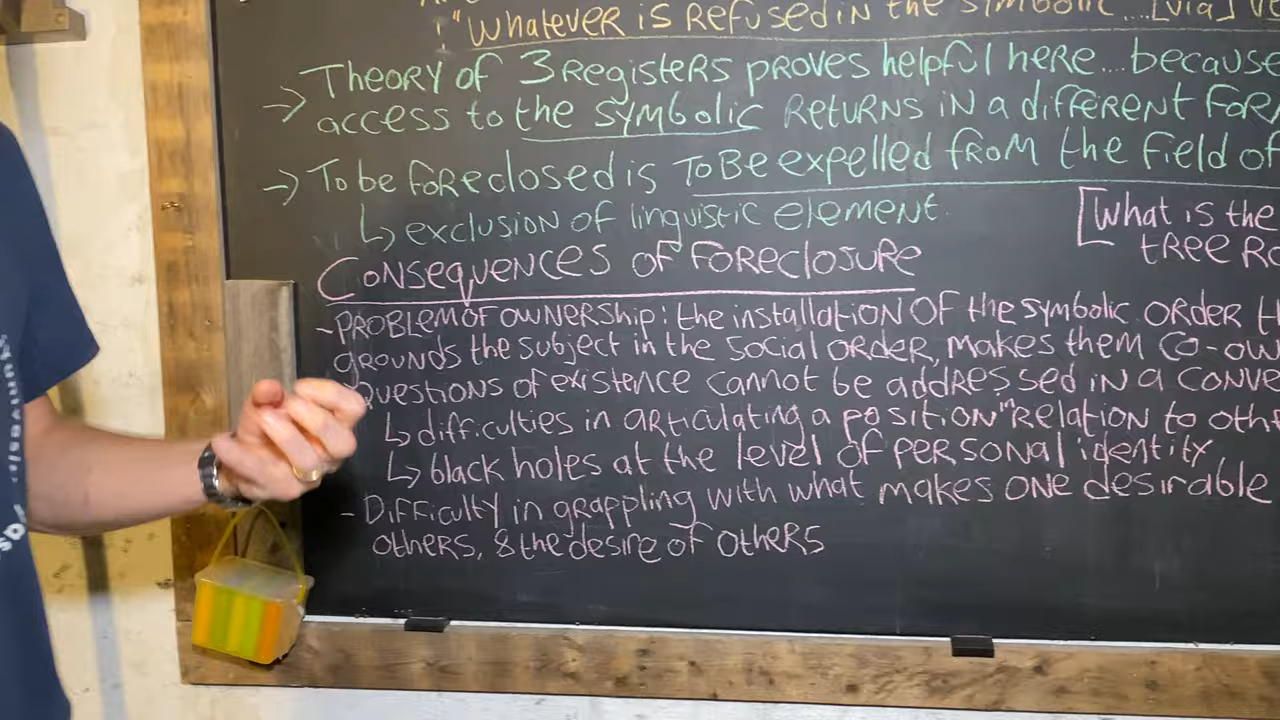 "Whatever is refused in the symbolic...[via]
→ Theory of 3 Registers proves helpful here... because
access to the symbolic returns in a different
→ To be foreclosed is to be expelled from the field of
↳ exclusion of linguistic element.
[What is the
tree
Consequences of Foreclosure
- Problem of ownership: the installation of the symbolic order
grounds the subject in the social order, makes them
questions of existence cannot be addressed in a
↳ difficulties in articulating a position in relation to
↳ black holes at the level of personal identity
- Difficulty in grappling with what makes one desirable
others, & the desire of others